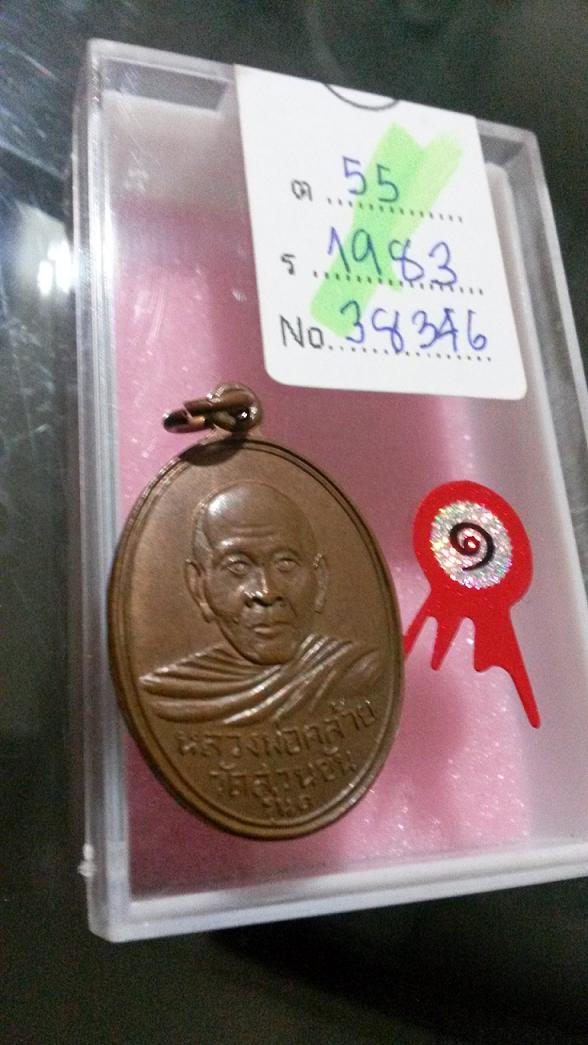 ต 55
ร 1983
No. 38346
๑
หลวงพ่อคล้าย
วัดสวนขัน